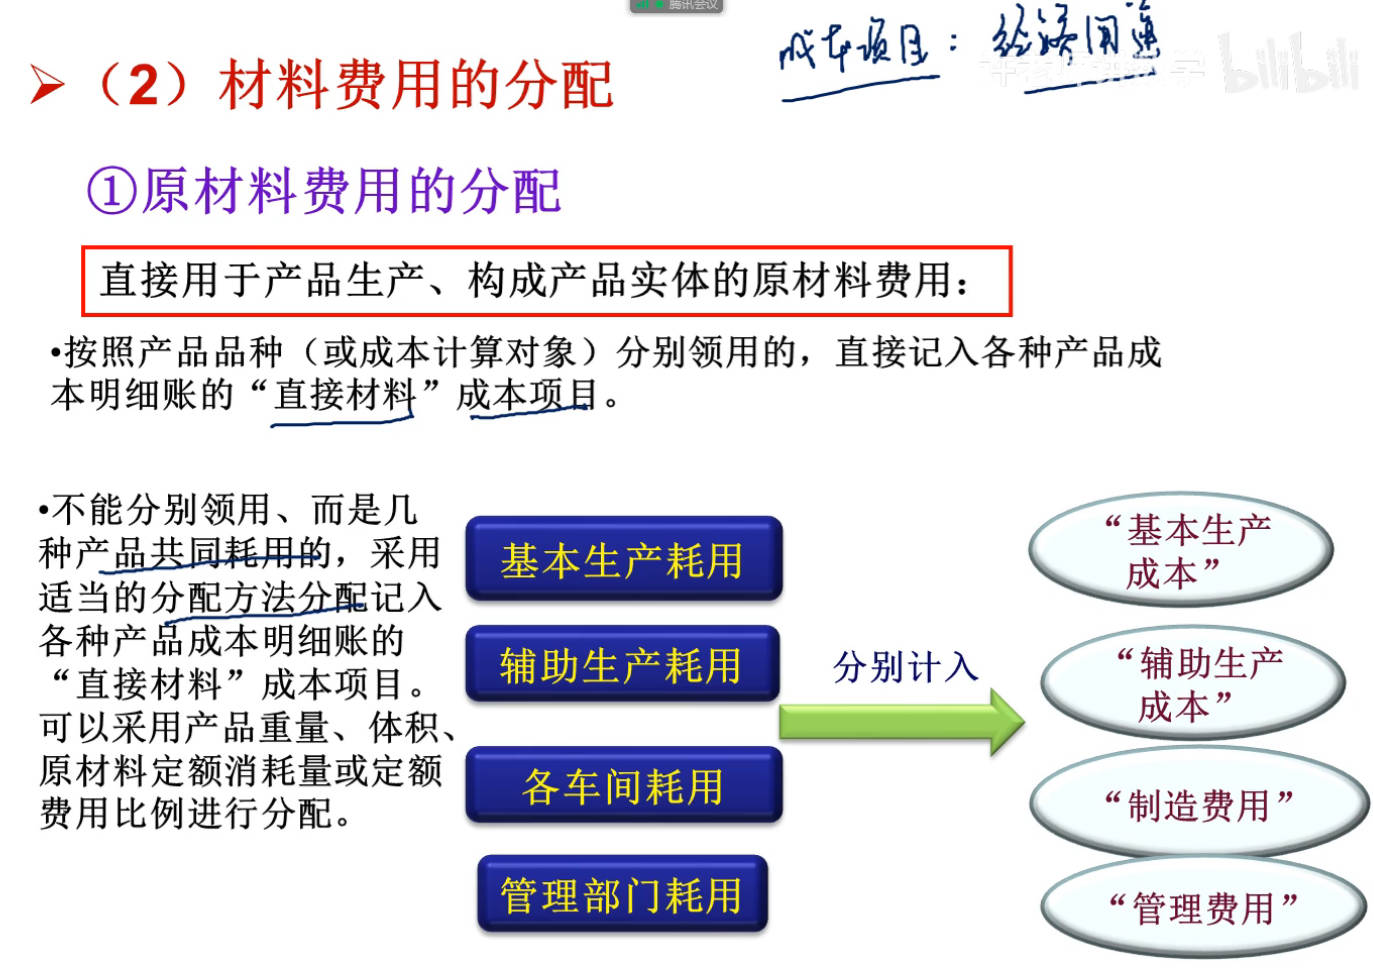 腾讯会议
成本项目：经济用途
bilibili
➢（2）材料费用的分配
①原材料费用的分配
直接用于产品生产、构成产品实体的原材料费用：
•按照产品品种（或成本计算对象）分别领用的，直接记入各种产品成
本明细账的“直接材料”成本项目。
•不能分别领用、而是几
种产品共同耗用的，采用
适当的分配方法分配记入
各种产品成本明细账的
“直接材料”成本项目。
可以采用产品重量、体积、
原材料定额消耗量或定额
费用比例进行分配。
基本生产耗用
辅助生产耗用
各车间耗用
管理部门耗用
分别计入
“基本生产
成本”
“辅助生产
成本”
“制造费用”
“管理费用”